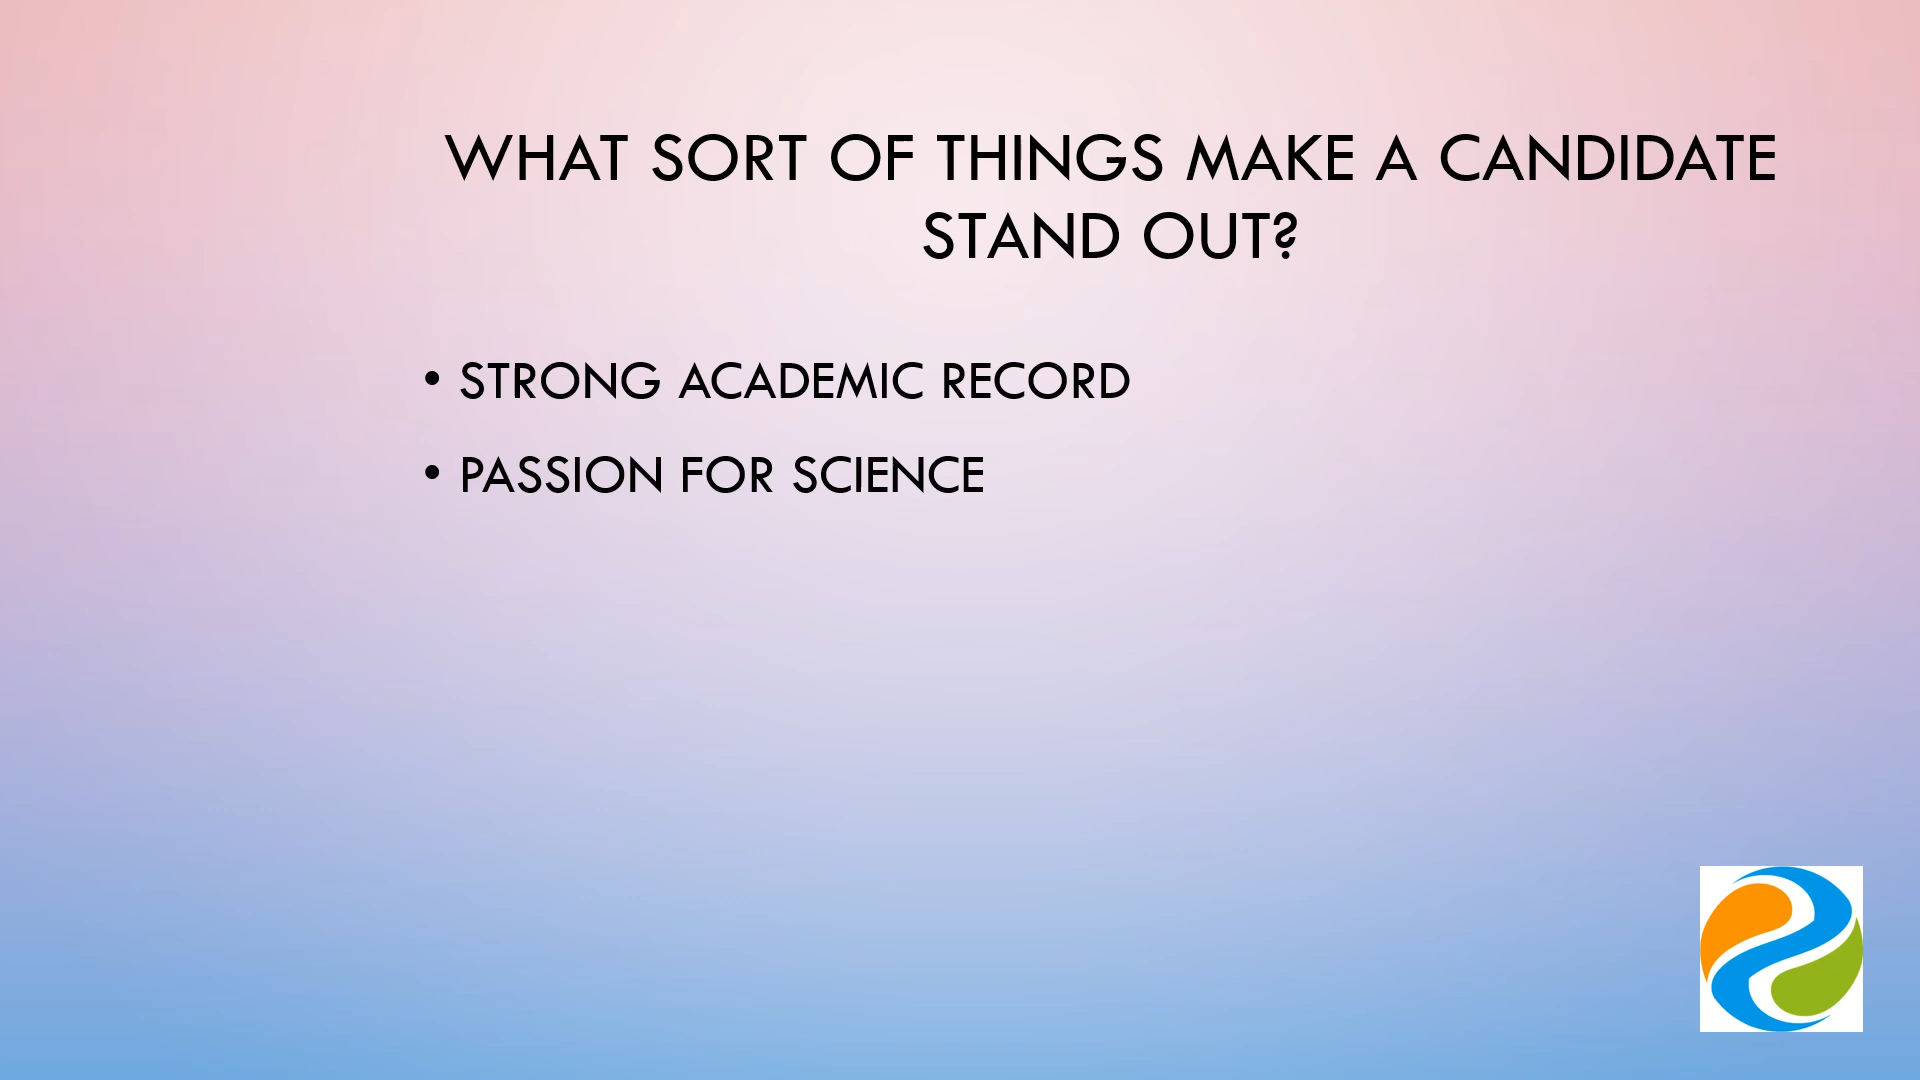 WHAT SORT OF THINGS MAKE A CANDIDATE
STAND OUT?
• STRONG ACADEMIC RECORD
• PASSION FOR SCIENCE